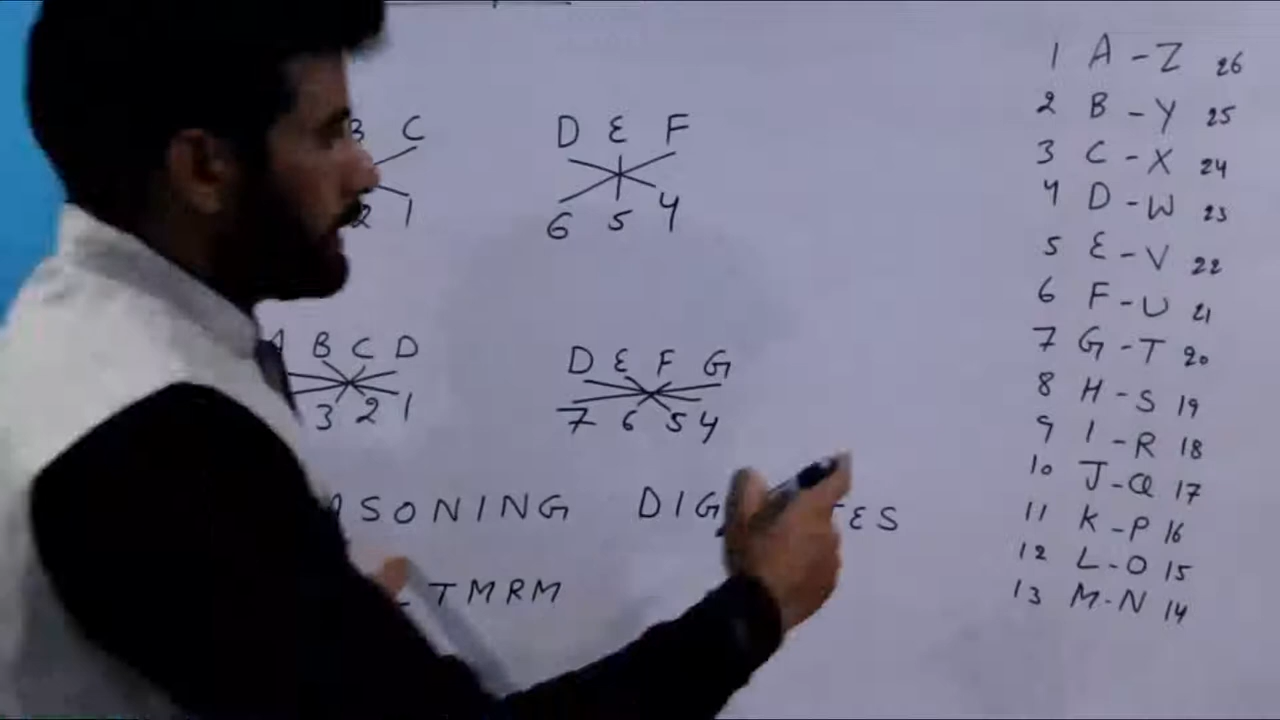 B C D E F
2 1 6 5 4
A B C D D E F G
3 2 1 7 6 5 4
ASONING DIG ES
TMRM
1 A - Z 26
2 B - Y 25
3 C - X 24
4 D - W 23
5 E - V 22
6 F - U 21
7 G - T 20
8 H - S 19
9 I - R 18
10 J - Q 17
11 K - P 16
12 L - O 15
13 M - N 14